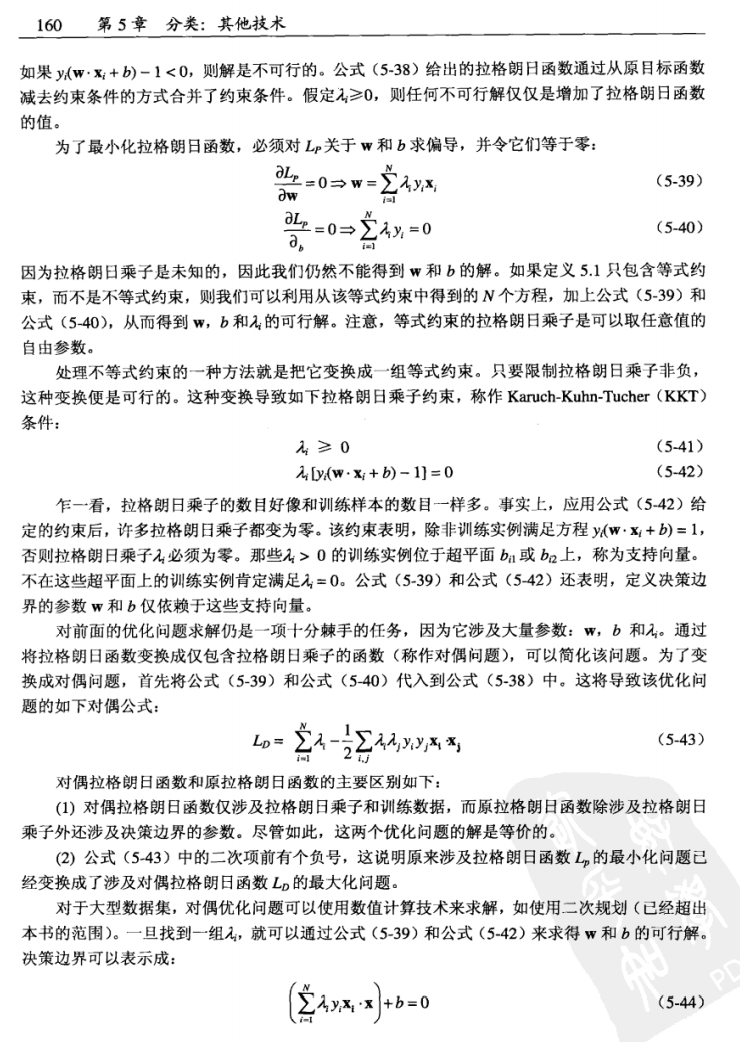 160 第5章 分类：其他技术
如果 yᵢ(w·xᵢ + b) − 1 < 0，则解是不可行的。公式（5-38）给出的拉格朗日函数通过从原目标函数
减去约束条件的方式合并了约束条件。假定λᵢ≥0，则任何不可行解仅仅是增加了拉格朗日函数
的值。
为了最小化拉格朗日函数，必须对 Lₚ关于 w 和 b 求偏导，并令它们等于零：
∂Lₚ/∂w = 0 ⇒ w = ∑ᵢ₌₁ᴺ λᵢyᵢxᵢ （5-39）
∂Lₚ/∂b = 0 ⇒ ∑ᵢ₌₁ᴺ λᵢyᵢ = 0 （5-40）
因为拉格朗日乘子是未知的，因此我们仍然不能得到 w 和 b 的解。如果定义 5.1 只包含等式约
束，而不是不等式约束，则我们可以利用从该等式约束中得到的 N 个方程，加上公式（5-39）和
公式（5-40），从而得到 w，b 和λᵢ的可行解。注意，等式约束的拉格朗日乘子是可以取任意值的
自由参数。
处理不等式约束的一种方法就是把它变换成一组等式约束。只要限制拉格朗日乘子非负，
这种变换便是可行的。这种变换导致如下拉格朗日乘子约束，称作 Karuch-Kuhn-Tucher（KKT）
条件：
λᵢ ≥ 0 （5-41）
λᵢ[yᵢ(w·xᵢ + b) − 1] = 0 （5-42）
乍一看，拉格朗日乘子的数目好像和训练样本的数目一样多。事实上，应用公式（5-42）给
定的约束后，许多拉格朗日乘子都变为零。该约束表明，除非训练实例满足方程 yᵢ(w·xᵢ + b) = 1，
否则拉格朗日乘子λᵢ必须为零。那些λᵢ > 0 的训练实例位于超平面 bᵢ₁或 bᵢ₂上，称为支持向量。
不在这些超平面上的训练实例肯定满足λᵢ = 0。公式（5-39）和公式（5-42）还表明，定义决策边
界的参数 w 和 b 仅依赖于这些支持向量。
对前面的优化问题求解仍是一项十分棘手的任务，因为它涉及大量参数：w，b 和λᵢ。通过
将拉格朗日函数变换成仅包含拉格朗日乘子的函数（称作对偶问题），可以简化该问题。为了变
换成对偶问题，首先将公式（5-39）和公式（5-40）代入到公式（5-38）中。这将导致该优化问
题的如下对偶公式：
L_D = ∑ᵢ₌₁ᴺ λᵢ − 1/2 ∑ᵢ,ⱼ λᵢλⱼyᵢyⱼxᵢ·xⱼ （5-43）
对偶拉格朗日函数和原拉格朗日函数的主要区别如下：
(1) 对偶拉格朗日函数仅涉及拉格朗日乘子和训练数据，而原拉格朗日函数除涉及拉格朗日
乘子外还涉及决策边界的参数。尽管如此，这两个优化问题的解是等价的。
(2) 公式（5-43）中的二次项前有个负号，这说明原来涉及拉格朗日函数 Lₚ的最小化问题已
经变换成了涉及对偶拉格朗日函数 L_D 的最大化问题。
对于大型数据集，对偶优化问题可以使用数值计算技术来求解，如使用二次规划（已经超出
本书的范围）。一旦找到一组λᵢ，就可以通过公式（5-39）和公式（5-42）来求得 w 和 b 的可行解。
决策边界可以表示成：
(∑ᵢ₌₁ᴺ λᵢyᵢxᵢ·x) + b = 0 （5-44）
PD